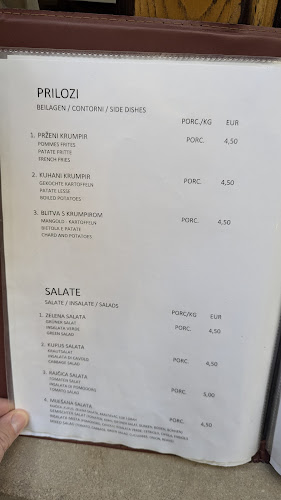 PRILOZI
BEILAGEN / CONTORNI / SIDE DISHES
PORC./KG EUR
1. PRŽENI KRUMPIR PORC. 4,50
POMMES FRITES
PATATE FRITTE
FRENCH FRIES
2. KUHANI KRUMPIR PORC. 4,50
GEKOCHTE KARTOFFELN
PATATE LESSE
BOILED POTATOES
3. BLITVA S KRUMPIROM PORC. 4,50
MANGOLD - KARTOFFELN
BIETOLA E PATATE
CHARD AND POTATOES
SALATE
SALATE / INSALATE / SALADS
PORC/KG EUR
1. ZELENA SALATA PORC. 4,50
GRÜNER SALAT
INSALATA VERDE
GREEN SALAD
2. KUPUS SALATA PORC. 4,50
KRAUTSALAT
INSALATA DI CAVOLO
CABBAGE SALAD
3. RAJČICA SALATA PORC. 5,00
TOMATEN SALAT
INSALATA DI POMODORO
TOMATO SALAD
4. MIJEŠANA SALATA PORC. 4,50